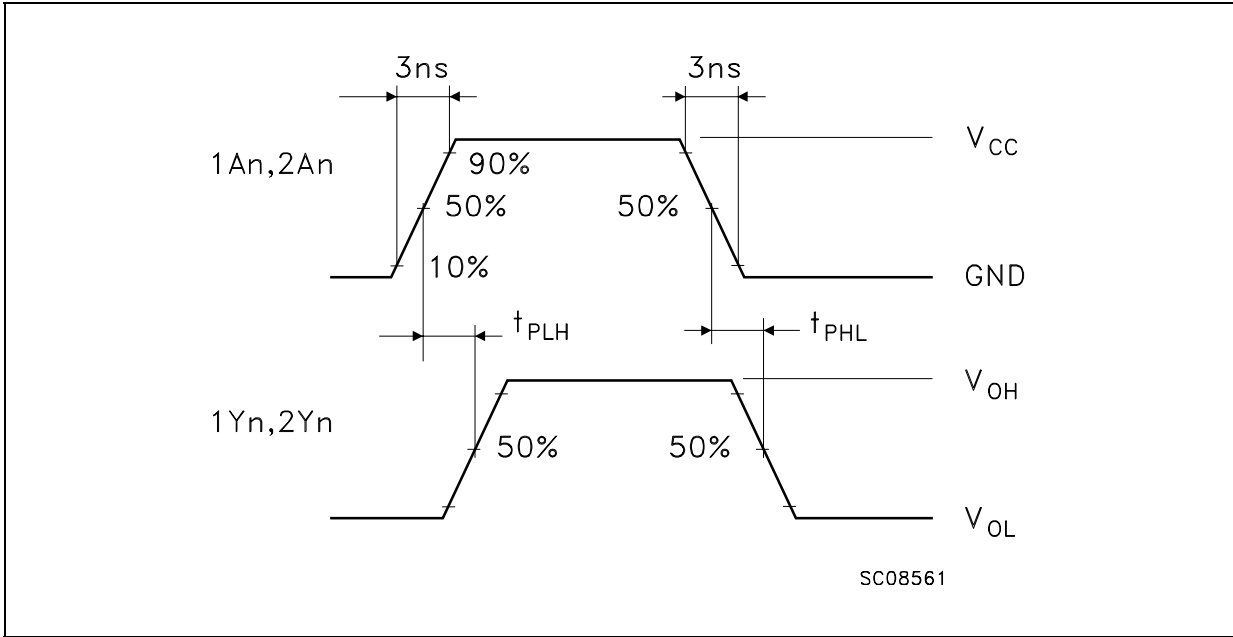 3ns 3ns
V_CC
1An,2An
90%
50% 50%
10%
GND
t_PLH t_PHL
V_OH
1Yn,2Yn
50% 50%
V_OL
SC08561